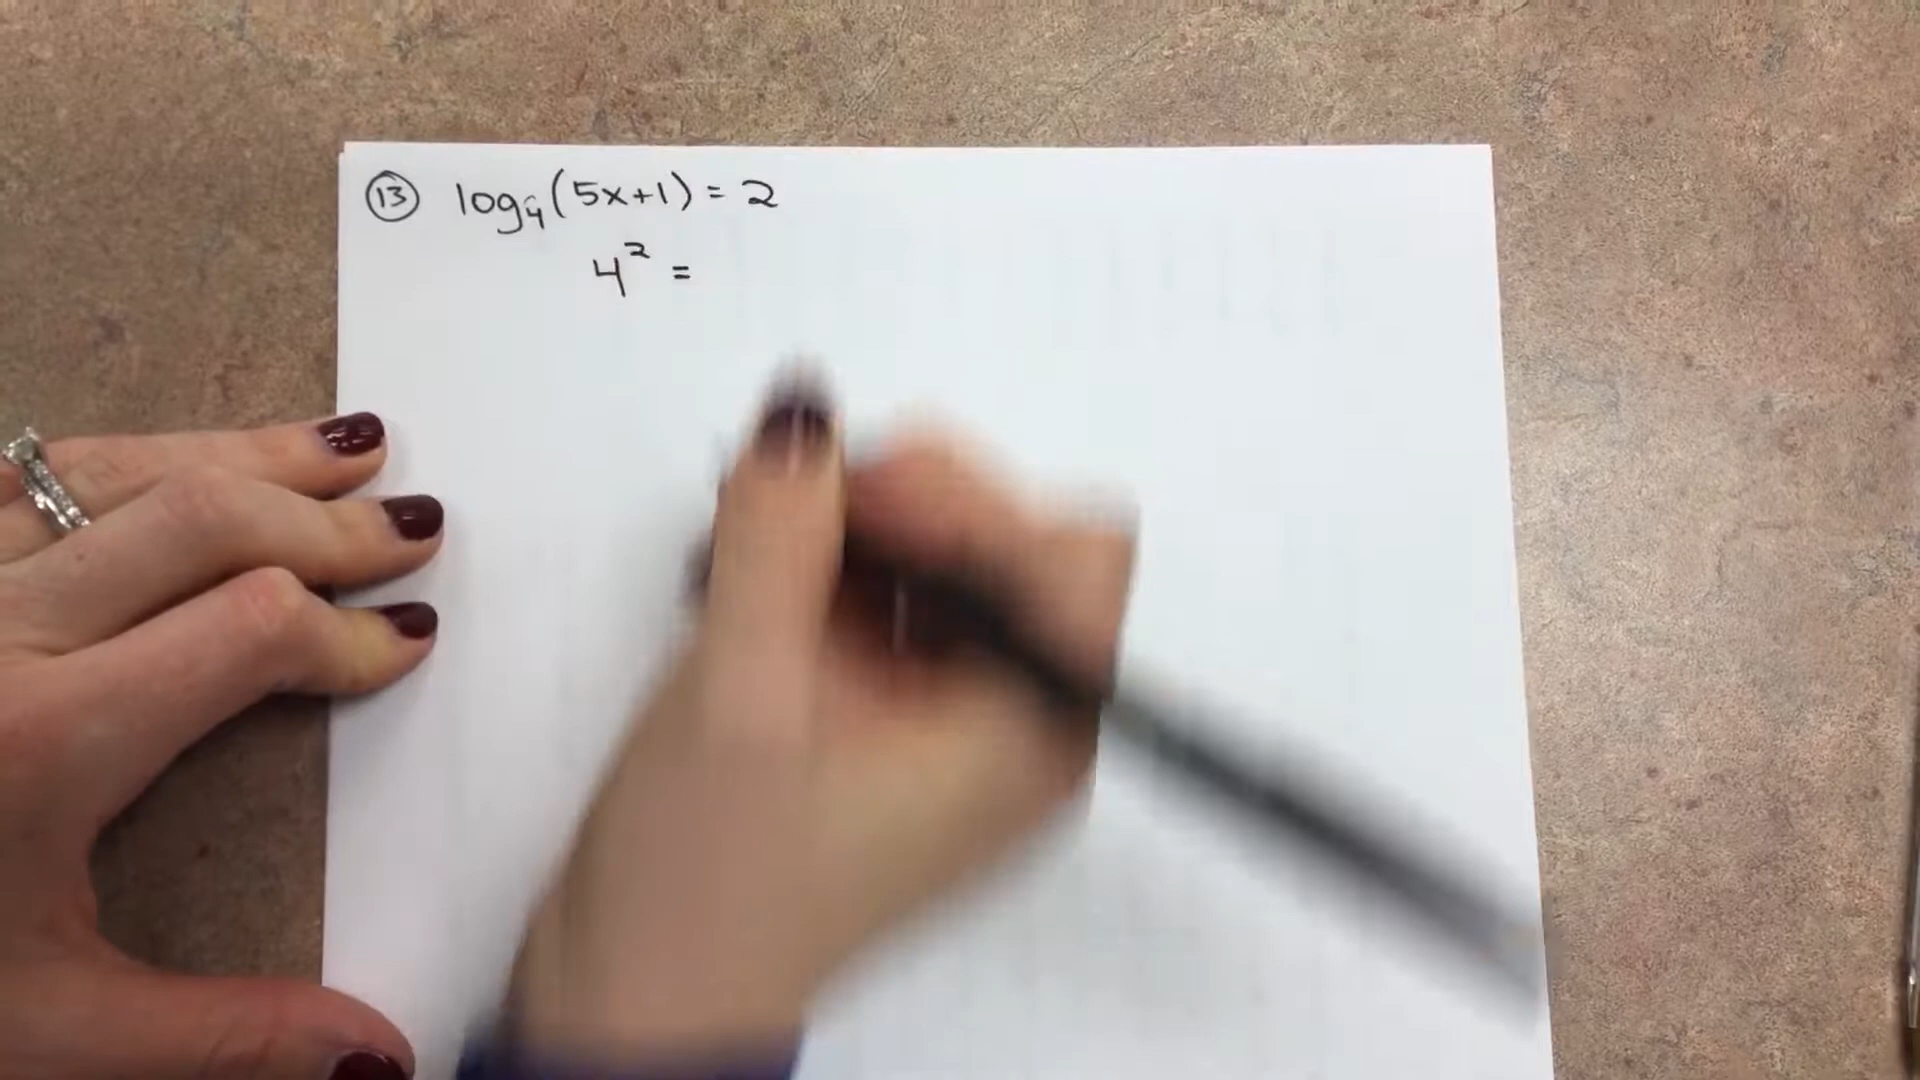 ⑬ log₄(5x+1) = 2
4² =